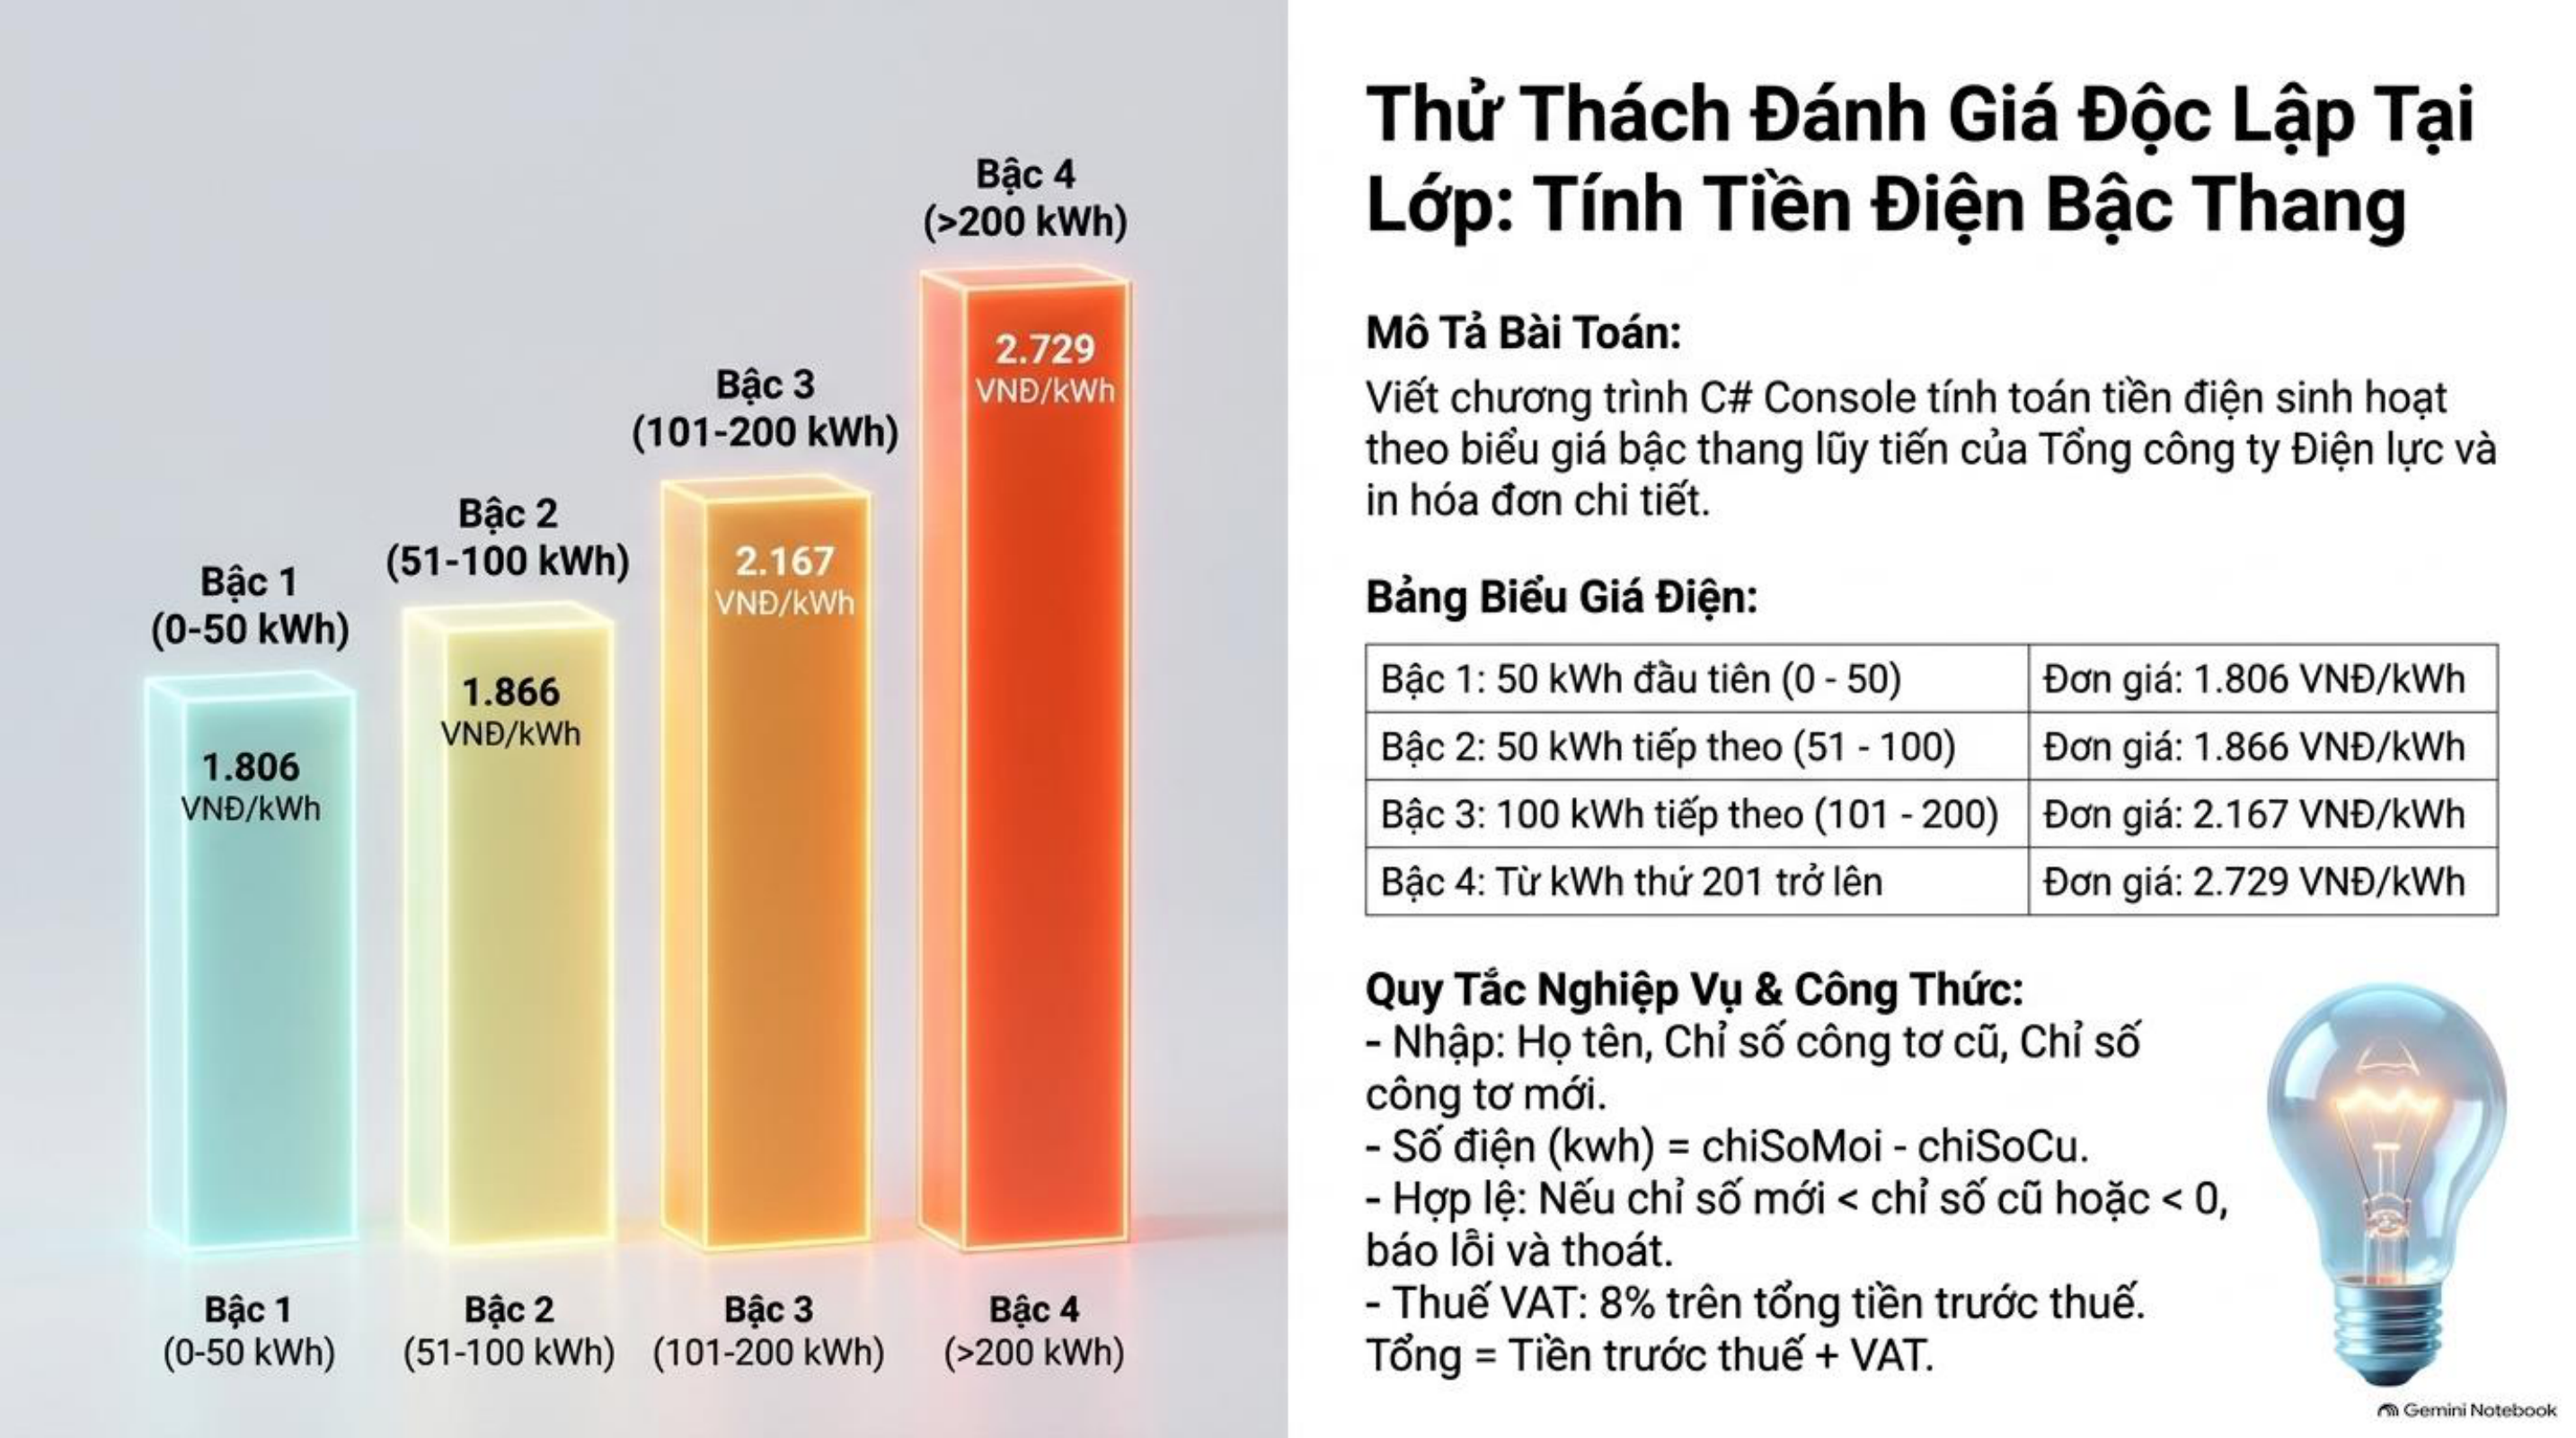 Bậc 4
(>200 kWh)
2.729
VNĐ/kWh
Bậc 3
(101-200 kWh)
2.167
VNĐ/kWh
Bậc 2
(51-100 kWh)
1.866
VNĐ/kWh
Bậc 1
(0-50 kWh)
1.806
VNĐ/kWh
Bậc 1
(0-50 kWh)
Bậc 2
(51-100 kWh)
Bậc 3
(101-200 kWh)
Bậc 4
(>200 kWh)
Thử Thách Đánh Giá Độc Lập Tại
Lớp: Tính Tiền Điện Bậc Thang
Mô Tả Bài Toán:
Viết chương trình C# Console tính toán tiền điện sinh hoạt
theo biểu giá bậc thang lũy tiến của Tổng công ty Điện lực và
in hóa đơn chi tiết.
Bảng Biểu Giá Điện:
Bậc 1: 50 kWh đầu tiên (0 - 50) Đơn giá: 1.806 VNĐ/kWh
Bậc 2: 50 kWh tiếp theo (51 - 100) Đơn giá: 1.866 VNĐ/kWh
Bậc 3: 100 kWh tiếp theo (101 - 200) Đơn giá: 2.167 VNĐ/kWh
Bậc 4: Từ kWh thứ 201 trở lên Đơn giá: 2.729 VNĐ/kWh
Quy Tắc Nghiệp Vụ & Công Thức:
- Nhập: Họ tên, Chỉ số công tơ cũ, Chỉ số
công tơ mới.
- Số điện (kwh) = chiSoMoi - chiSoCu.
- Hợp lệ: Nếu chỉ số mới < chỉ số cũ hoặc < 0,
báo lỗi và thoát.
- Thuế VAT: 8% trên tổng tiền trước thuế.
Tổng = Tiền trước thuế + VAT.
Gemini Notebook